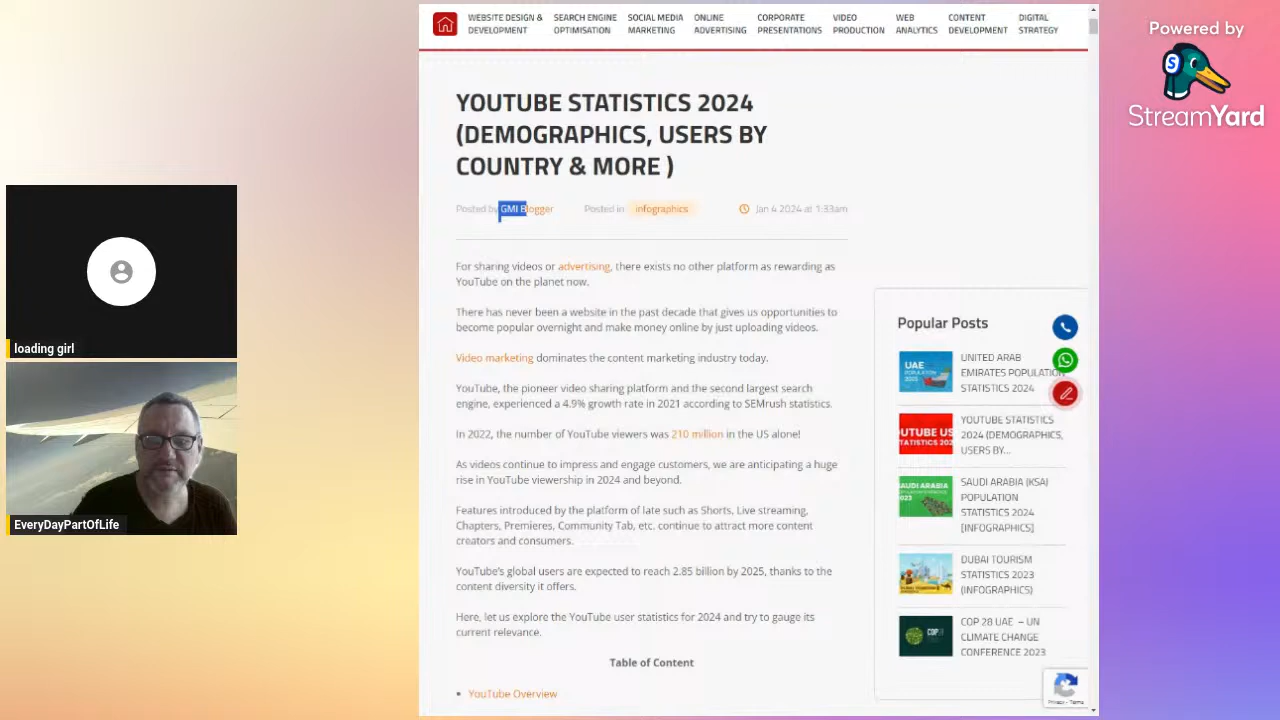 WEBSITE DESIGN &
DEVELOPMENT
SEARCH ENGINE
OPTIMISATION
SOCIAL MEDIA
MARKETING
ONLINE
ADVERTISING
CORPORATE
PRESENTATIONS
VIDEO
PRODUCTION
WEB
ANALYTICS
CONTENT
DEVELOPMENT
DIGITAL
STRATEGY
Powered by
S
StreamYard
YOUTUBE STATISTICS 2024
(DEMOGRAPHICS, USERS BY
COUNTRY & MORE )
Posted by GMI Blogger Posted in infographics Jan 4 2024 at 1:33am
For sharing videos or advertising, there exists no other platform as rewarding as
YouTube on the planet now.
There has never been a website in the past decade that gives us opportunities to
become popular overnight and make money online by just uploading videos.
Video marketing dominates the content marketing industry today.
YouTube, the pioneer video sharing platform and the second largest search
engine, experienced a 4.9% growth rate in 2021 according to SEMrush statistics.
In 2022, the number of YouTube viewers was 210 million in the US alone!
As videos continue to impress and engage customers, we are anticipating a huge
rise in YouTube viewership in 2024 and beyond.
Features introduced by the platform of late such as Shorts, Live streaming,
Chapters, Premieres, Community Tab, etc. continue to attract more content
creators and consumers.
YouTube's global users are expected to reach 2.85 billion by 2025, thanks to the
content diversity it offers.
Here, let us explore the YouTube user statistics for 2024 and try to gauge its
current relevance.
Table of Content
YouTube Overview
Popular Posts
UAE
POPULATION
2023
UNITED ARAB
EMIRATES POPULATION
STATISTICS 2024
OUTUBE US
TATISTICS 202
YOUTUBE STATISTICS
2024 (DEMOGRAPHICS,
USERS BY...
SAUDI ARABIA
SAUDI ARABIA (KSA)
POPULATION
STATISTICS 2024
[INFOGRAPHICS]
DUBAI TOURISM
STATISTICS 2023
(INFOGRAPHICS)
COP
COP 28 UAE – UN
CLIMATE CHANGE
CONFERENCE 2023
Privacy - Terms
loading girl
EveryDayPartOfLife